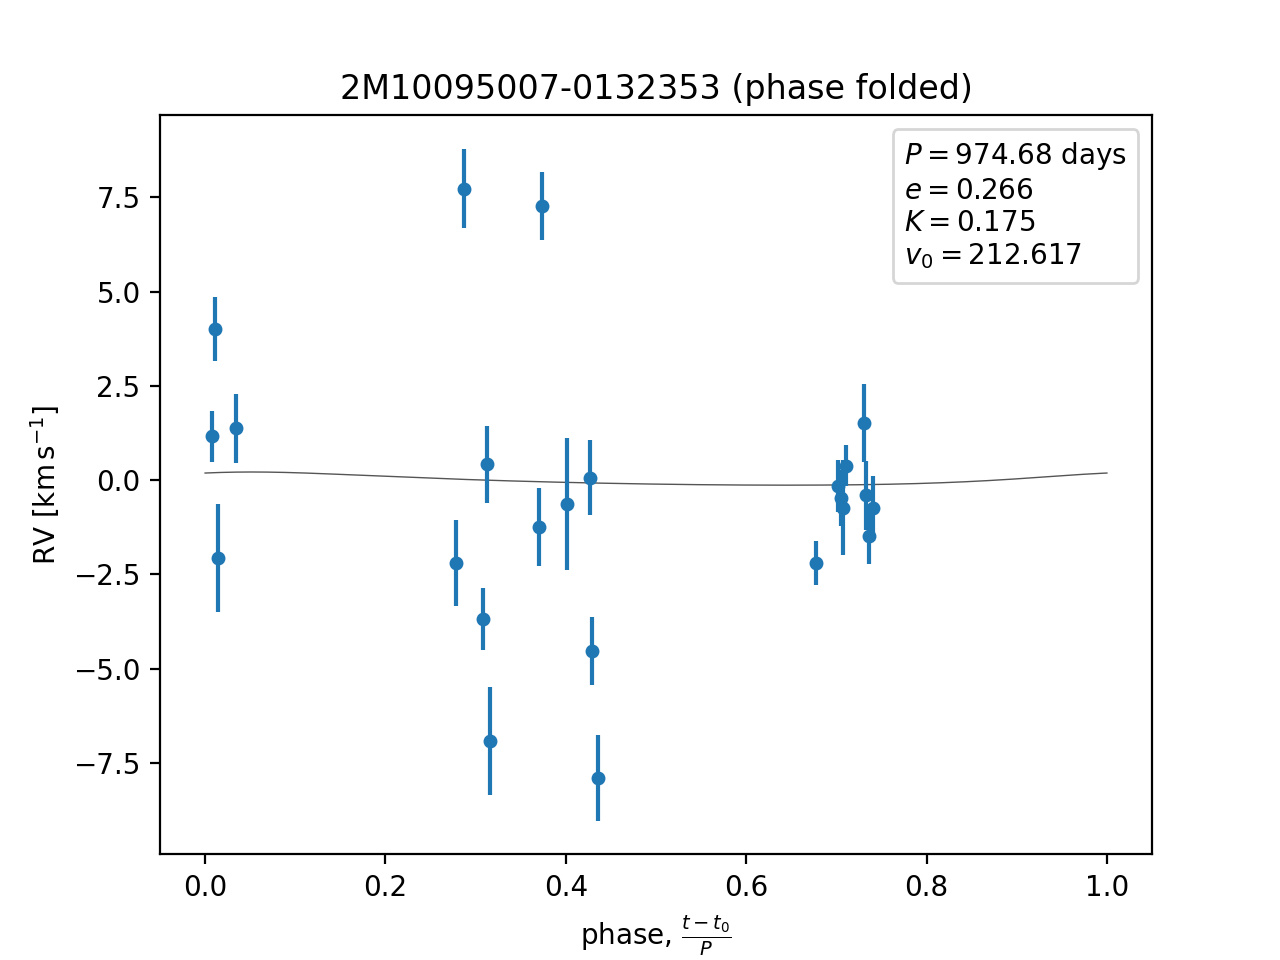 2M10095007-0132353 (phase folded)
P = 974.68 days
e = 0.266
K = 0.175
v₀ = 212.617
7.5
5.0
2.5
0.0
−2.5
−5.0
−7.5
RV [km s⁻¹]
0.0 0.2 0.4 0.6 0.8 1.0
phase, (t − t₀)/P